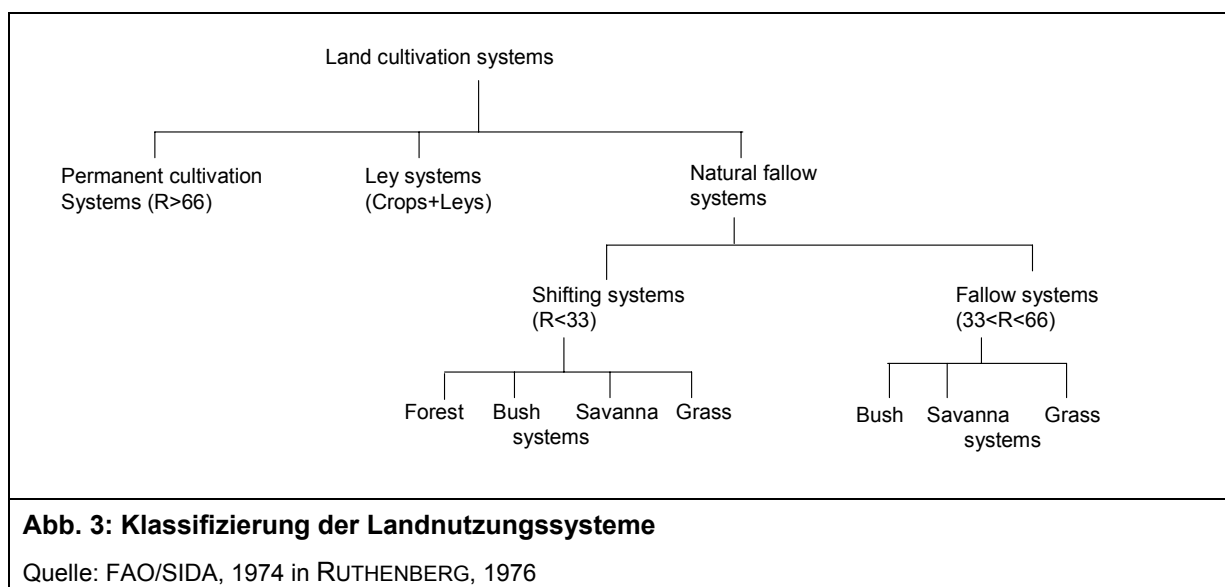 Land cultivation systems
Permanent cultivation
Systems (R>66)
Ley systems
(Crops+Leys)
Natural fallow
systems
Shifting systems
(R<33)
Fallow systems
(33<R<66)
Forest Bush Savanna Grass
systems
Bush Savanna Grass
systems
Abb. 3: Klassifizierung der Landnutzungssysteme
Quelle: FAO/SIDA, 1974 in RUTHENBERG, 1976